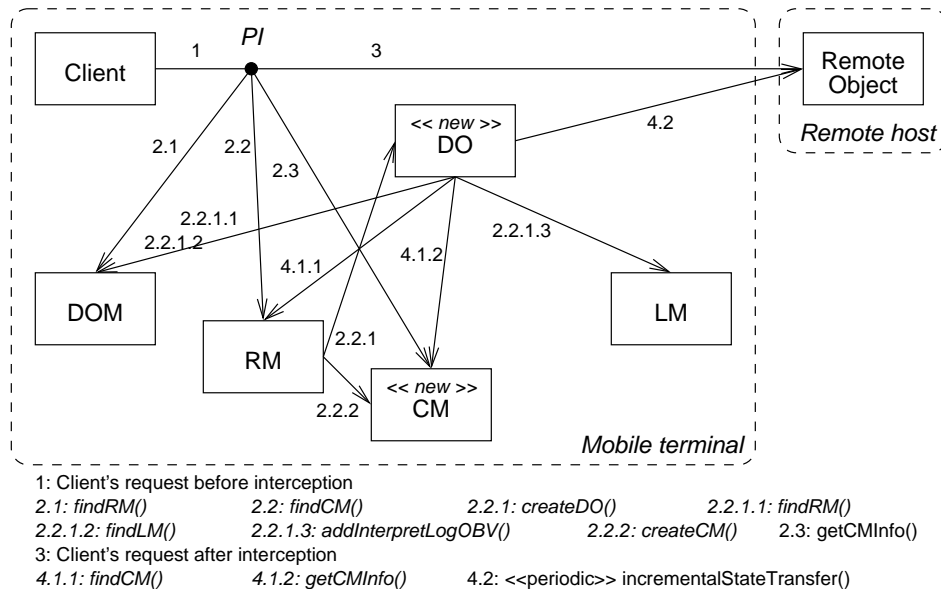 1
PI
3
Client
Remote
Object
<< new >>
DO
4.2
Remote host
2.1
2.2
2.3
2.2.1.1
2.2.1.2
4.1.1
4.1.2
2.2.1.3
DOM
LM
RM
2.2.1
<< new >>
CM
2.2.2
Mobile terminal
1: Client's request before interception
2.1: findRM() 2.2: findCM() 2.2.1: createDO() 2.2.1.1: findRM()
2.2.1.2: findLM() 2.2.1.3: addInterpretLogOBV() 2.2.2: createCM() 2.3: getCMInfo()
3: Client's request after interception
4.1.1: findCM() 4.1.2: getCMInfo() 4.2: <<periodic>> incrementalStateTransfer()